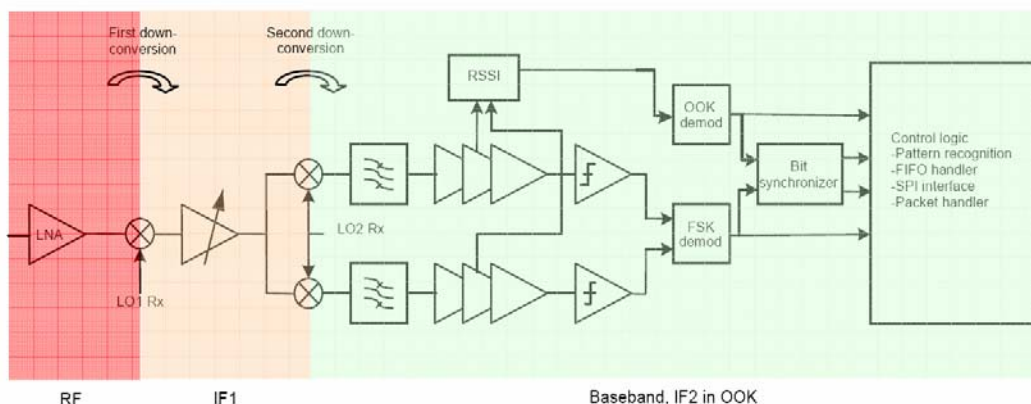 First down-
conversion
Second down-
conversion
RSSI
OOK
demod
Control logic
-Pattern recognition
-FIFO handler
-SPI interface
-Packet handler
Bit
synchronizer
LNA
LO2 Rx
FSK
demod
LO1 Rx
RF
IF1
Baseband, IF2 in OOK